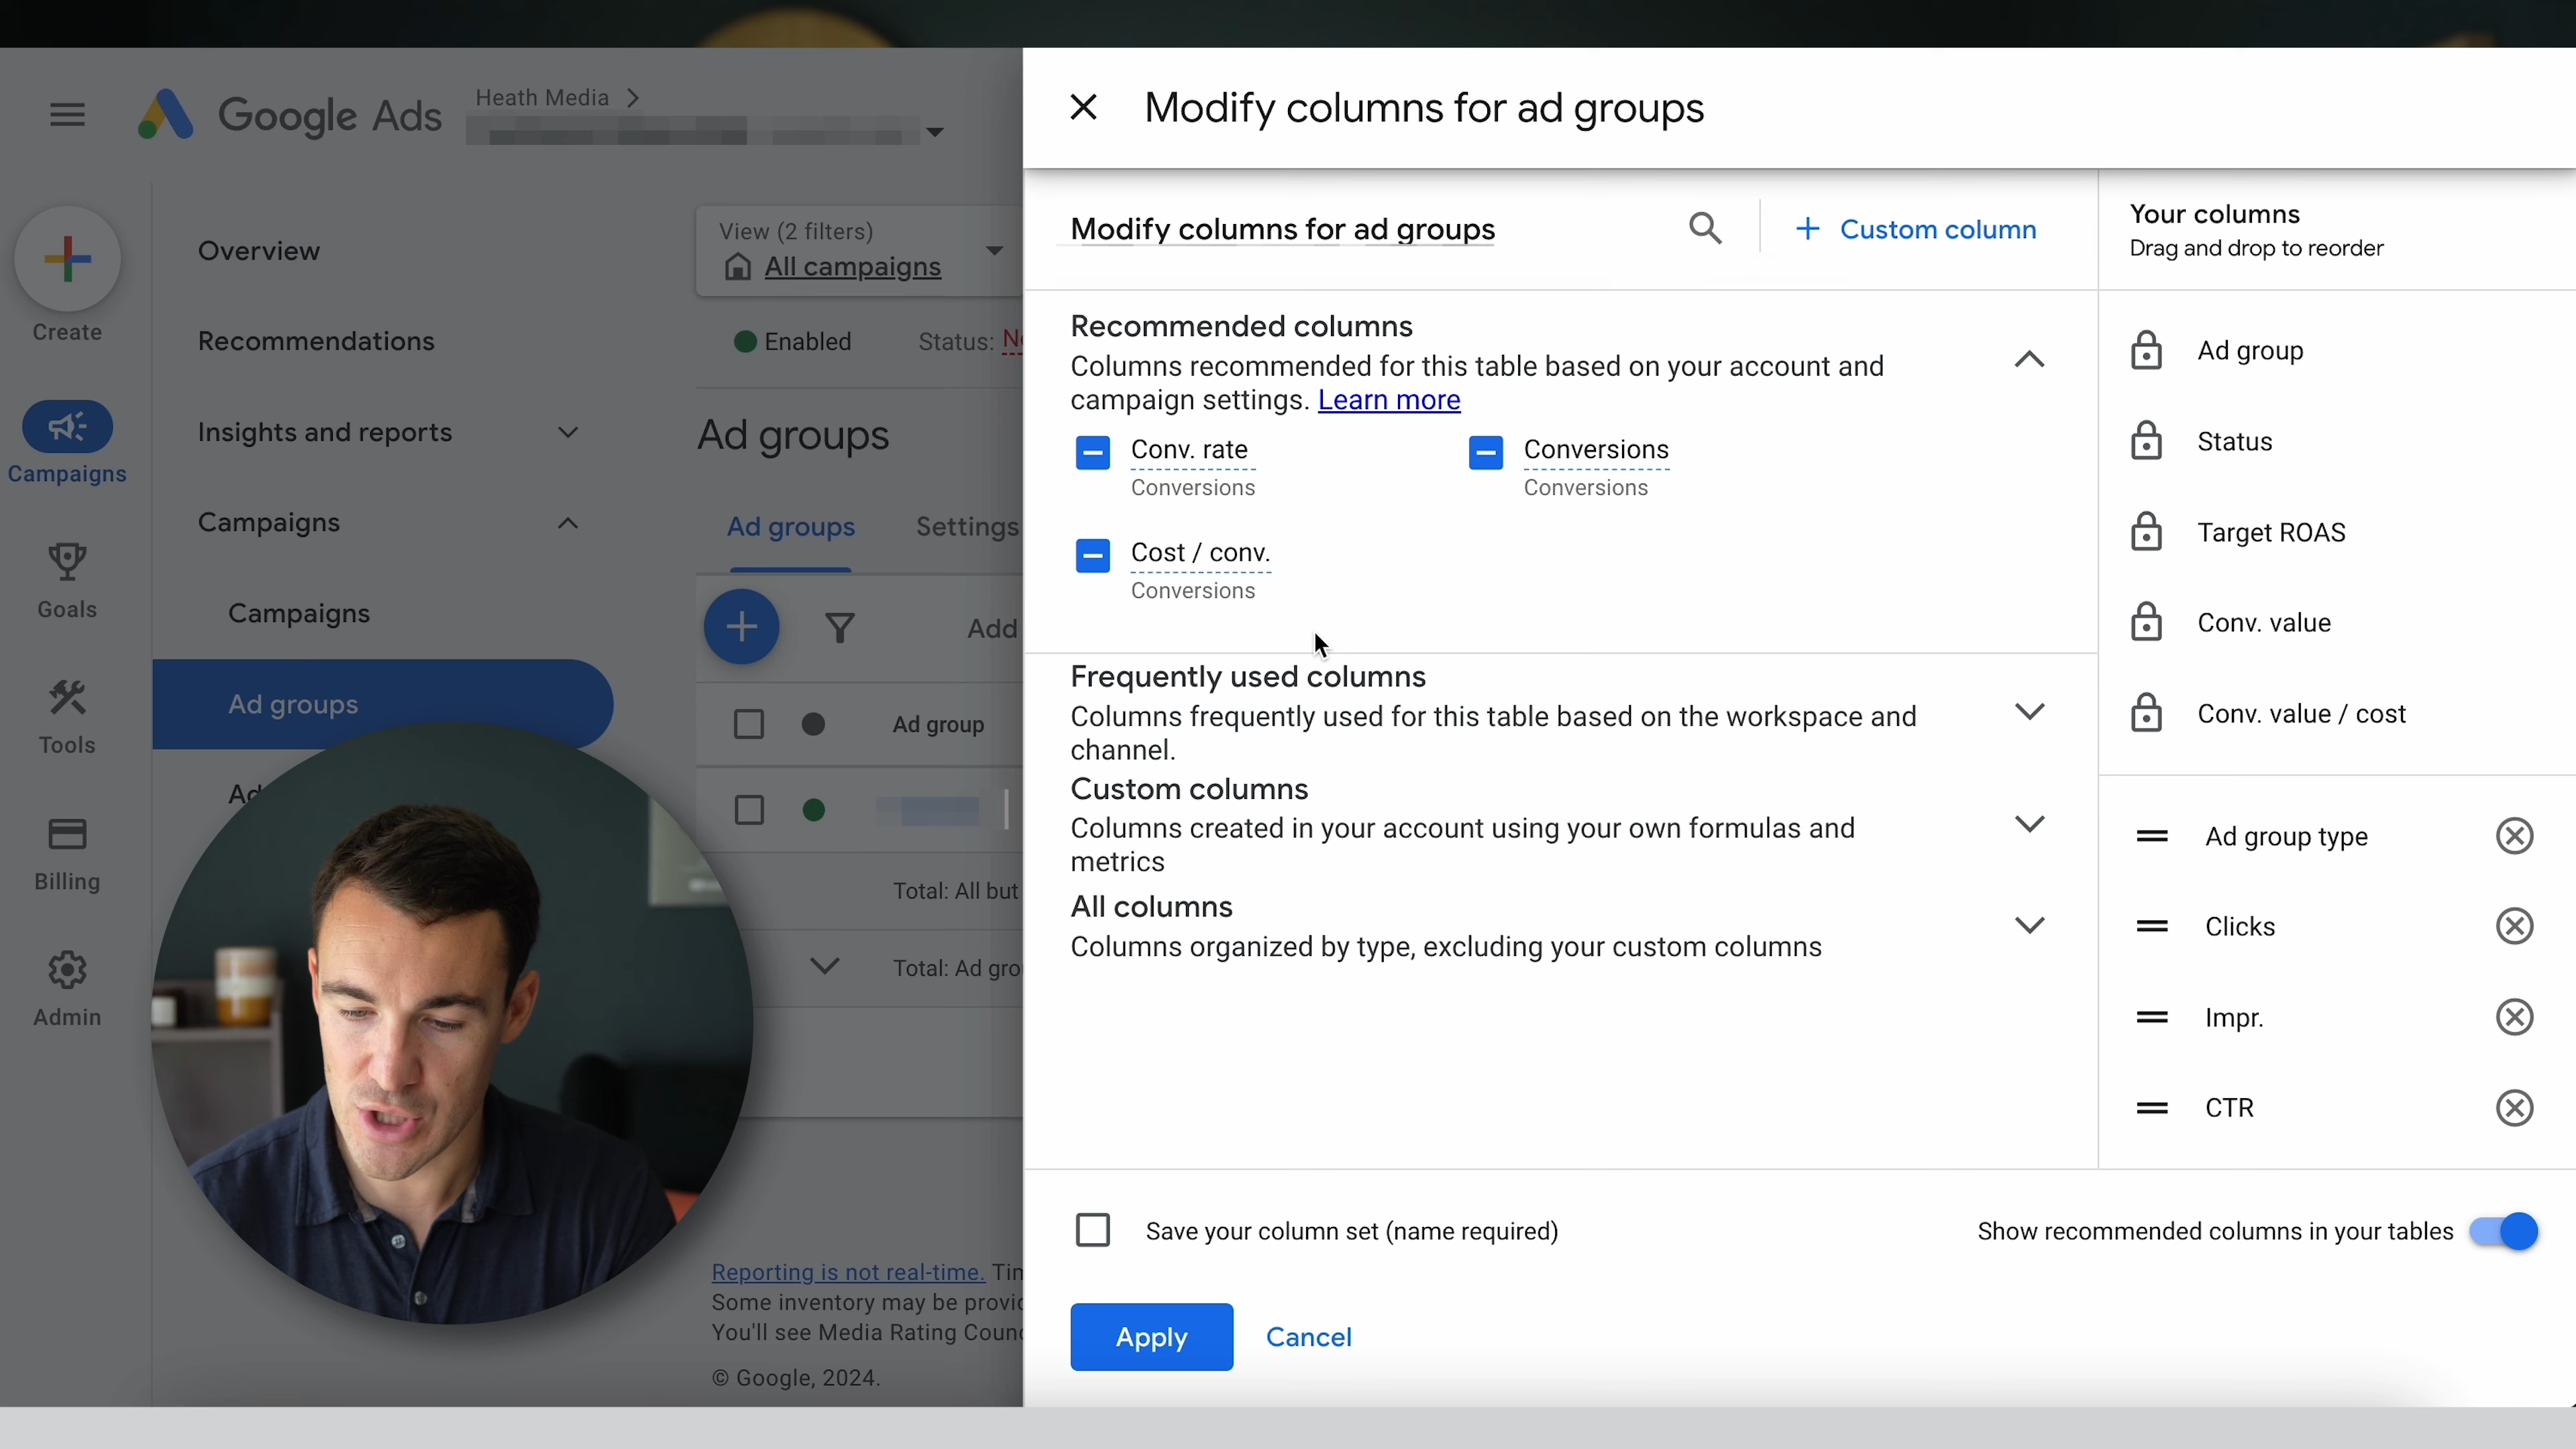 Google Ads
Heath Media
Create
Campaigns
Goals
Tools
Billing
Admin
Overview
Recommendations
Insights and reports
Campaigns
Campaigns
Ad groups
Ad
View (2 filters)
All campaigns
Enabled
Status:
Ad groups
Ad groups Settings
Add
Ad group
Total: All but
Total: Ad gro
Reporting is not real-time.
Some inventory may be
You'll see Media Rating
© Google, 2024.
Modify columns for ad groups
Modify columns for ad groups
Custom column
Recommended columns
Columns recommended for this table based on your account and
campaign settings. Learn more
Conv. rate
Conversions
Conversions
Conversions
Cost / conv.
Conversions
Frequently used columns
Columns frequently used for this table based on the workspace and
channel.
Custom columns
Columns created in your account using your own formulas and
metrics
All columns
Columns organized by type, excluding your custom columns
Your columns
Drag and drop to reorder
Ad group
Status
Target ROAS
Conv. value
Conv. value / cost
Ad group type
Clicks
Impr.
CTR
Save your column set (name required)
Show recommended columns in your tables
Apply
Cancel